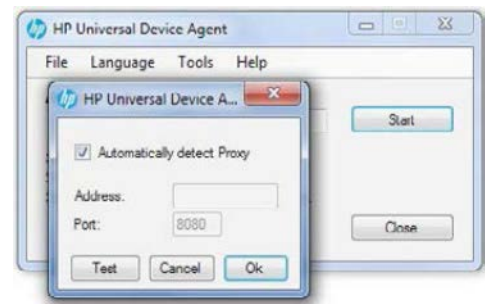 HP Universal Device Agent
File Language Tools Help
HP Universal Device A...
Start
Automatically detect Proxy
Address:
Port: 8080
Close
Test Cancel Ok